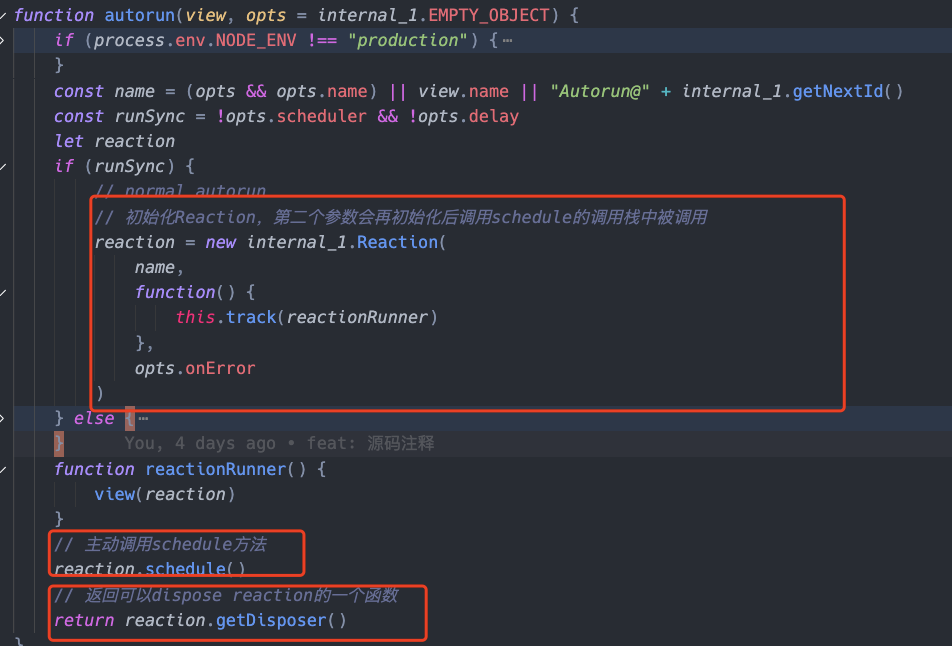 function autorun(view, opts = internal_1.EMPTY_OBJECT) {
if (process.env.NODE_ENV !== "production") {⋯
}
const name = (opts && opts.name) || view.name || "Autorun@" + internal_1.getNextId()
const runSync = !opts.scheduler && !opts.delay
let reaction
if (runSync) {
// normal autorun
// 初始化Reaction，第二个参数会再初始化后调用schedule的调用栈中被调用
reaction = new internal_1.Reaction(
name,
function() {
this.track(reactionRunner)
},
opts.onError
)
} else {⋯
} You, 4 days ago • feat: 源码注释
function reactionRunner() {
view(reaction)
}
// 主动调用schedule方法
reaction.schedule()
// 返回可以dispose reaction的一个函数
return reaction.getDisposer()
}